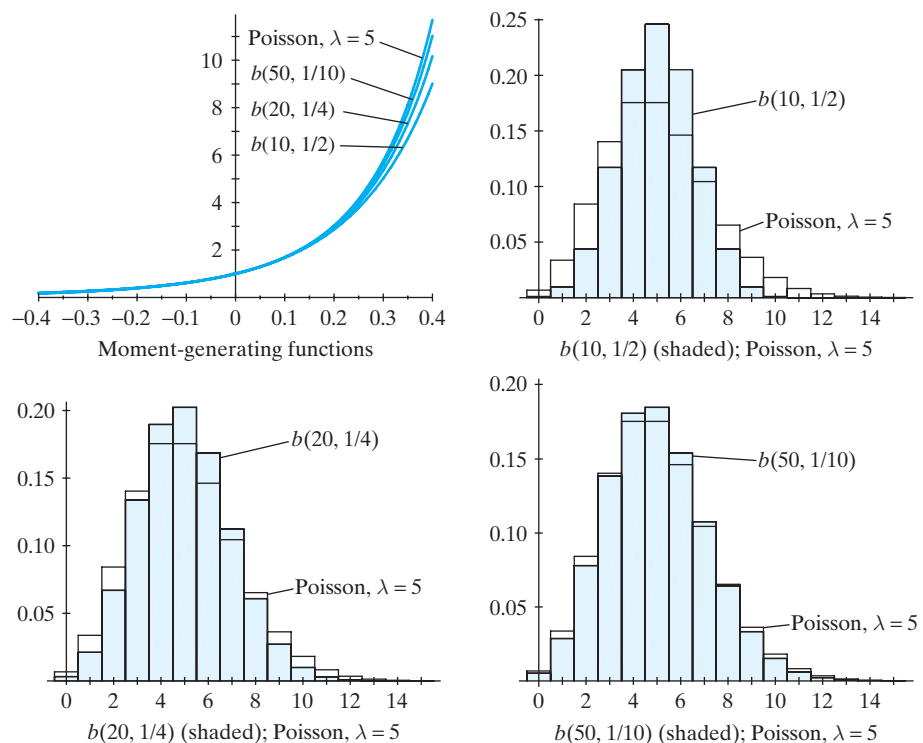 10
8
6
4
2
Poisson, λ = 5
b(50, 1/10)
b(20, 1/4)
b(10, 1/2)
−0.4 −0.3 −0.2 −0.1 0 0.1 0.2 0.3 0.4
Moment-generating functions
0.25
0.20
0.15
0.10
0.05
b(10, 1/2)
Poisson, λ = 5
0 2 4 6 8 10 12 14
b(10, 1/2) (shaded); Poisson, λ = 5
0.20
0.15
0.10
0.05
b(20, 1/4)
Poisson, λ = 5
0 2 4 6 8 10 12 14
b(20, 1/4) (shaded); Poisson, λ = 5
0.20
0.15
0.10
0.05
b(50, 1/10)
Poisson, λ = 5
0 2 4 6 8 10 12 14
b(50, 1/10) (shaded); Poisson, λ = 5